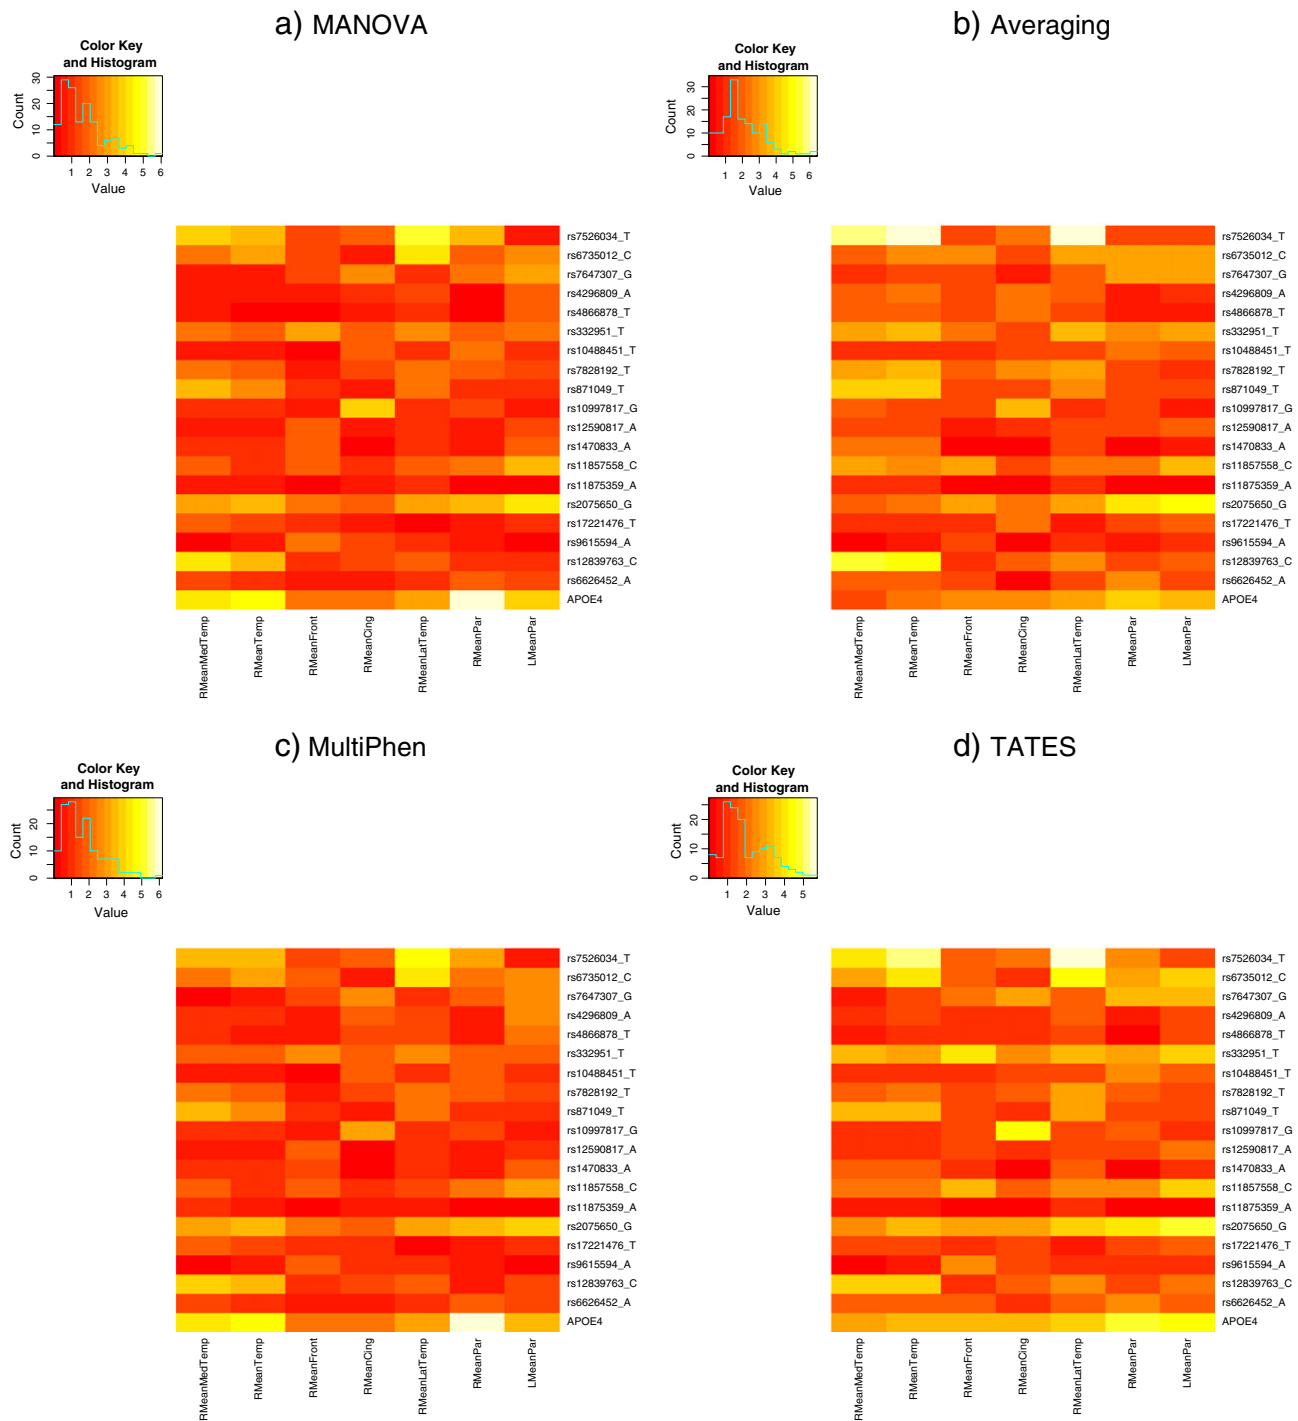 a) MANOVA
Color Key
and Histogram
Count
0 10 20 30
1 2 3 4 5 6
Value
rs7526034_T
rs6735012_C
rs7647307_G
rs4296809_A
rs4866878_T
rs332951_T
rs10488451_T
rs7828192_T
rs871049_T
rs10997817_G
rs12590817_A
rs1470833_A
rs11857558_C
rs11875359_A
rs2075650_G
rs17221476_T
rs9615594_A
rs12839763_C
rs6626452_A
APOE4
RMeanMedTemp
RMeanTemp
RMeanFront
RMeanCing
RMeanLatTemp
RMeanPar
LMeanPar
b) Averaging
Color Key
and Histogram
Count
0 10 20 30
1 2 3 4 5 6
Value
rs7526034_T
rs6735012_C
rs7647307_G
rs4296809_A
rs4866878_T
rs332951_T
rs10488451_T
rs7828192_T
rs871049_T
rs10997817_G
rs12590817_A
rs1470833_A
rs11857558_C
rs11875359_A
rs2075650_G
rs17221476_T
rs9615594_A
rs12839763_C
rs6626452_A
APOE4
RMeanMedTemp
RMeanTemp
RMeanFront
RMeanCing
RMeanLatTemp
RMeanPar
LMeanPar
c) MultiPhen
Color Key
and Histogram
Count
0 10 20
1 2 3 4 5 6
Value
rs7526034_T
rs6735012_C
rs7647307_G
rs4296809_A
rs4866878_T
rs332951_T
rs10488451_T
rs7828192_T
rs871049_T
rs10997817_G
rs12590817_A
rs1470833_A
rs11857558_C
rs11875359_A
rs2075650_G
rs17221476_T
rs9615594_A
rs12839763_C
rs6626452_A
APOE4
RMeanMedTemp
RMeanTemp
RMeanFront
RMeanCing
RMeanLatTemp
RMeanPar
LMeanPar
d) TATES
Color Key
and Histogram
Count
0 10 20
1 2 3 4 5
Value
rs7526034_T
rs6735012_C
rs7647307_G
rs4296809_A
rs4866878_T
rs332951_T
rs10488451_T
rs7828192_T
rs871049_T
rs10997817_G
rs12590817_A
rs1470833_A
rs11857558_C
rs11875359_A
rs2075650_G
rs17221476_T
rs9615594_A
rs12839763_C
rs6626452_A
APOE4
RMeanMedTemp
RMeanTemp
RMeanFront
RMeanCing
RMeanLatTemp
RMeanPar
LMeanPar